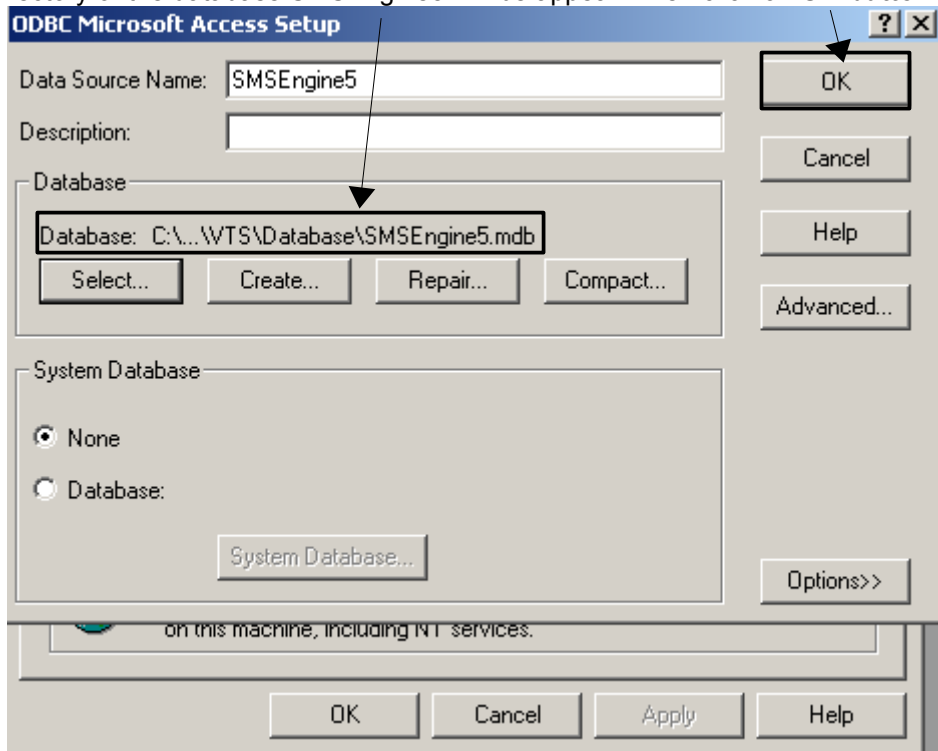 ODBC Microsoft Access Setup
Data Source Name: SMSEngine5
OK
Description:
Cancel
Database
Database: C:\...\VTS\Database\SMSEngine5.mdb
Help
Select... Create... Repair... Compact...
Advanced...
System Database
None
Database:
System Database...
Options>>
on this machine, including NT services.
OK Cancel Apply Help